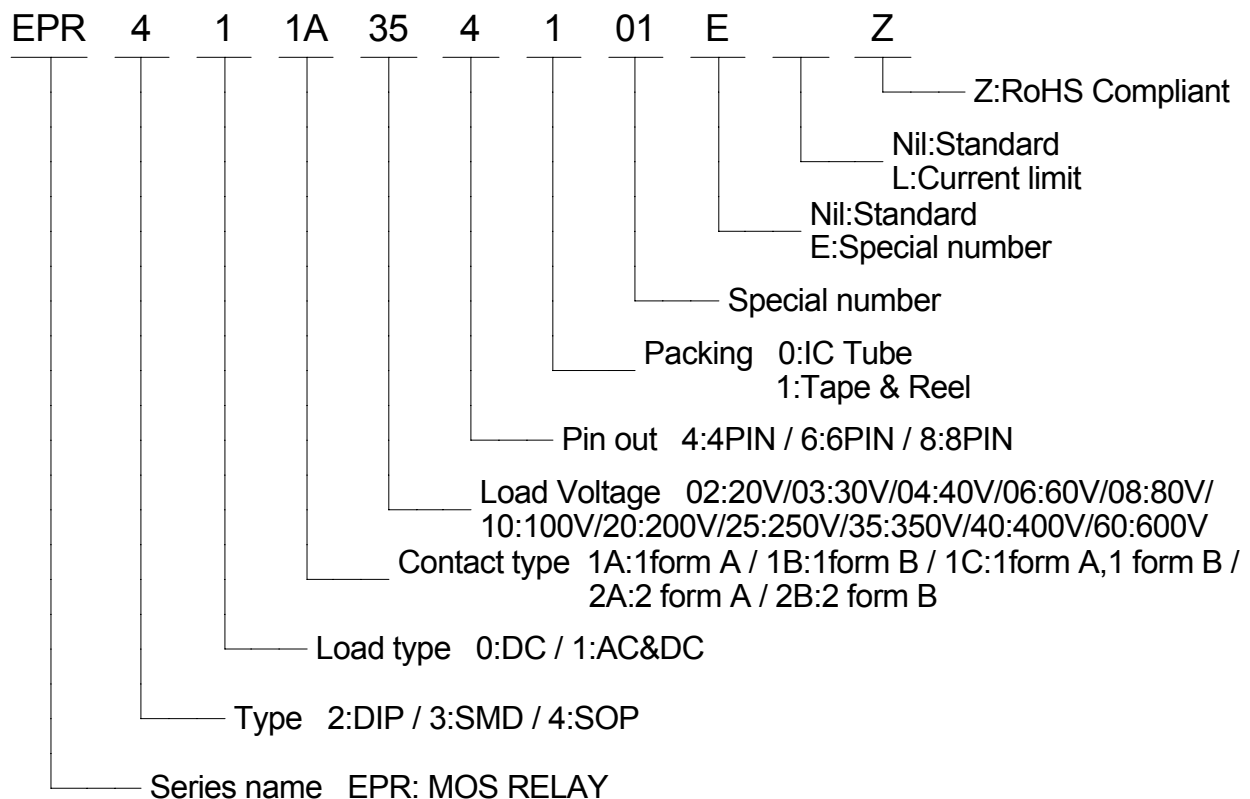 EPR 4 1 1A 35 4 1 01 E Z
Z:RoHS Compliant
Nil:Standard
L:Current limit
Nil:Standard
E:Special number
Special number
Packing 0:IC Tube
1:Tape & Reel
Pin out 4:4PIN / 6:6PIN / 8:8PIN
Load Voltage 02:20V/03:30V/04:40V/06:60V/08:80V/
10:100V/20:200V/25:250V/35:350V/40:400V/60:600V
Contact type 1A:1form A / 1B:1form B / 1C:1form A,1 form B /
2A:2 form A / 2B:2 form B
Load type 0:DC / 1:AC&DC
Type 2:DIP / 3:SMD / 4:SOP
Series name EPR: MOS RELAY